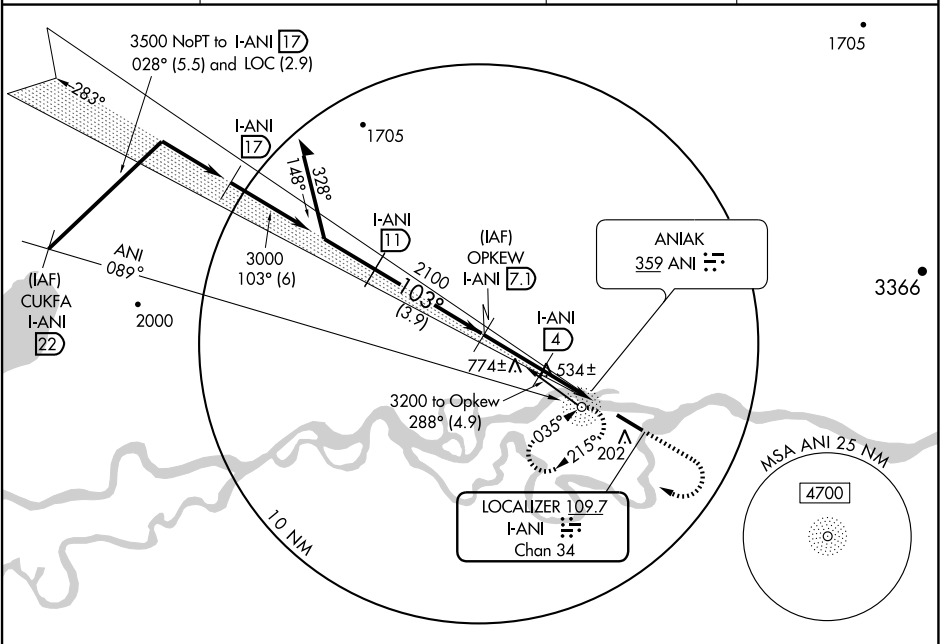 3500 NoPT to I-ANI 17
028° (5.5) and LOC (2.9)
1705
283°
I-ANI
17
1705
148°
328°
I-ANI
11
3000
103° (6)
ANI
089°
(IAF)
CUKFA
I-ANI
22
2000
2100
103°
(3.9)
(IAF)
OPKEW
I-ANI 7.1
ANIAK
359 ANI
3366
I-ANI
4
774±
534±
3200 to Opkew
288° (4.9)
035°
215°
202
LOCALIZER 109.7
I-ANI
Chan 34
10 NM
MSA ANI 25 NM
4700